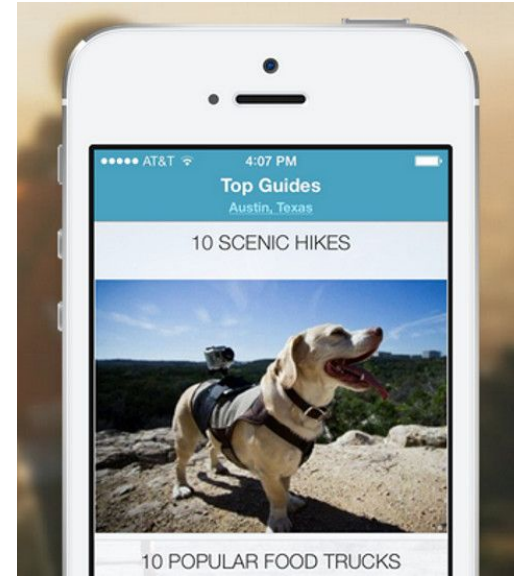 AT&T 4:07 PM
Top Guides
Austin, Texas
10 SCENIC HIKES
10 POPULAR FOOD TRUCKS